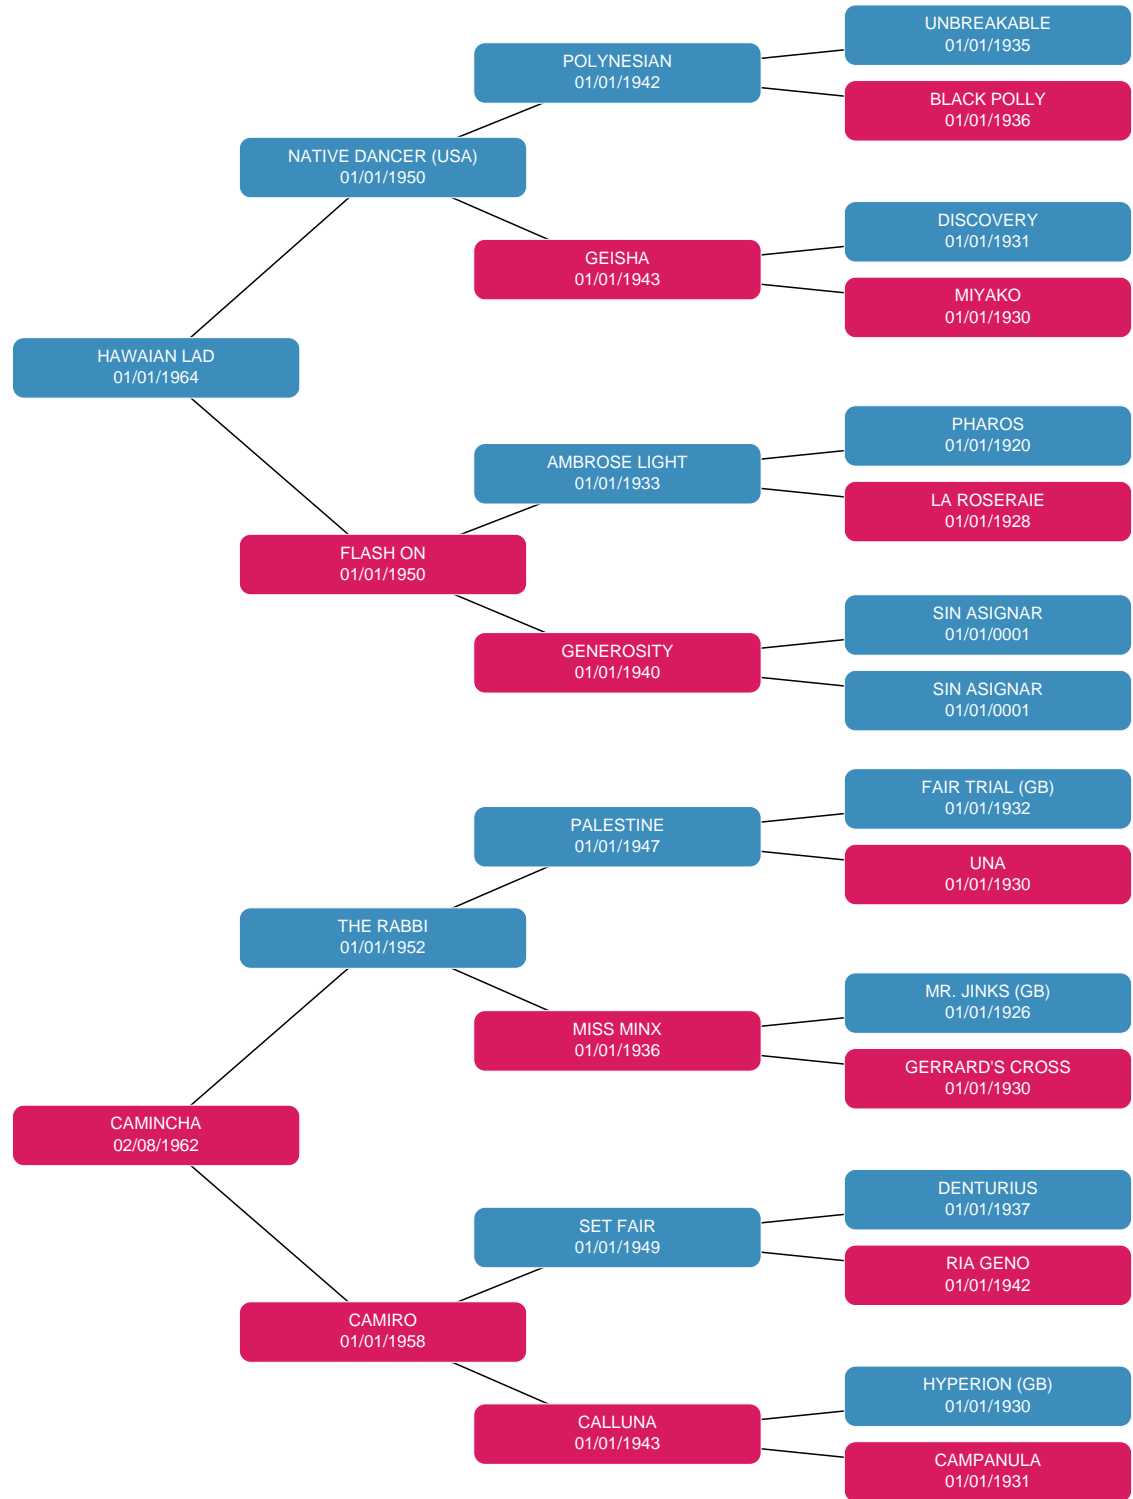 UNBREAKABLE
01/01/1935
POLYNESIAN
01/01/1942
BLACK POLLY
01/01/1936
NATIVE DANCER (USA)
01/01/1950
DISCOVERY
01/01/1931
GEISHA
01/01/1943
MIYAKO
01/01/1930
HAWAIAN LAD
01/01/1964
PHAROS
01/01/1920
AMBROSE LIGHT
01/01/1933
LA ROSERAIE
01/01/1928
FLASH ON
01/01/1950
SIN ASIGNAR
01/01/0001
GENEROSITY
01/01/1940
SIN ASIGNAR
01/01/0001
FAIR TRIAL (GB)
01/01/1932
PALESTINE
01/01/1947
UNA
01/01/1930
THE RABBI
01/01/1952
MR. JINKS (GB)
01/01/1926
MISS MINX
01/01/1936
GERRARD'S CROSS
01/01/1930
CAMINCHA
02/08/1962
DENTURIUS
01/01/1937
SET FAIR
01/01/1949
RIA GENO
01/01/1942
CAMIRO
01/01/1958
HYPERION (GB)
01/01/1930
CALLUNA
01/01/1943
CAMPANULA
01/01/1931